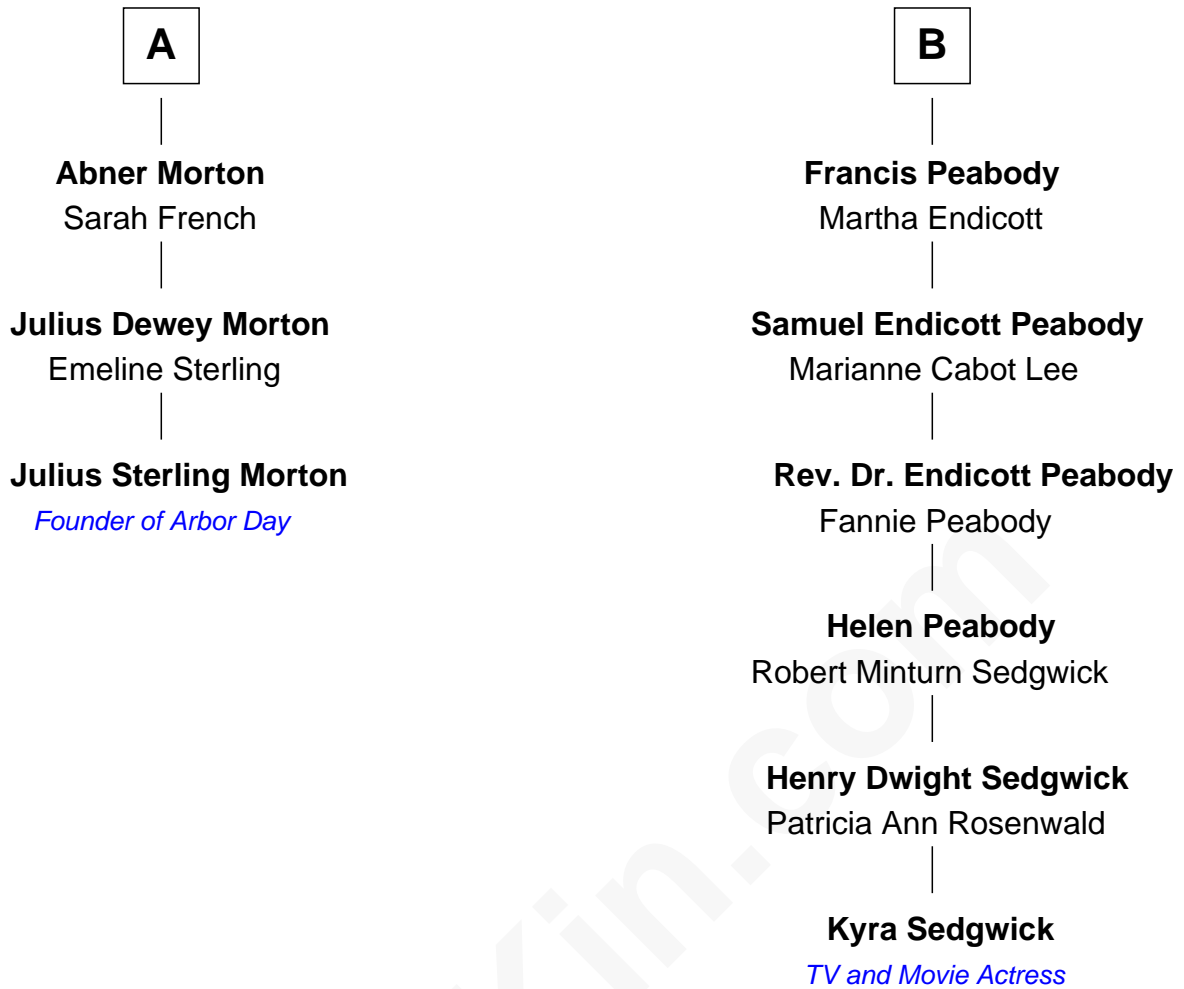 A
Abner Morton
Sarah French
Julius Dewey Morton
Emeline Sterling
Julius Sterling Morton
Founder of Arbor Day
B
Francis Peabody
Martha Endicott
Samuel Endicott Peabody
Marianne Cabot Lee
Rev. Dr. Endicott Peabody
Fannie Peabody
Helen Peabody
Robert Minturn Sedgwick
Henry Dwight Sedgwick
Patricia Ann Rosenwald
Kyra Sedgwick
TV and Movie Actress
Kin.com